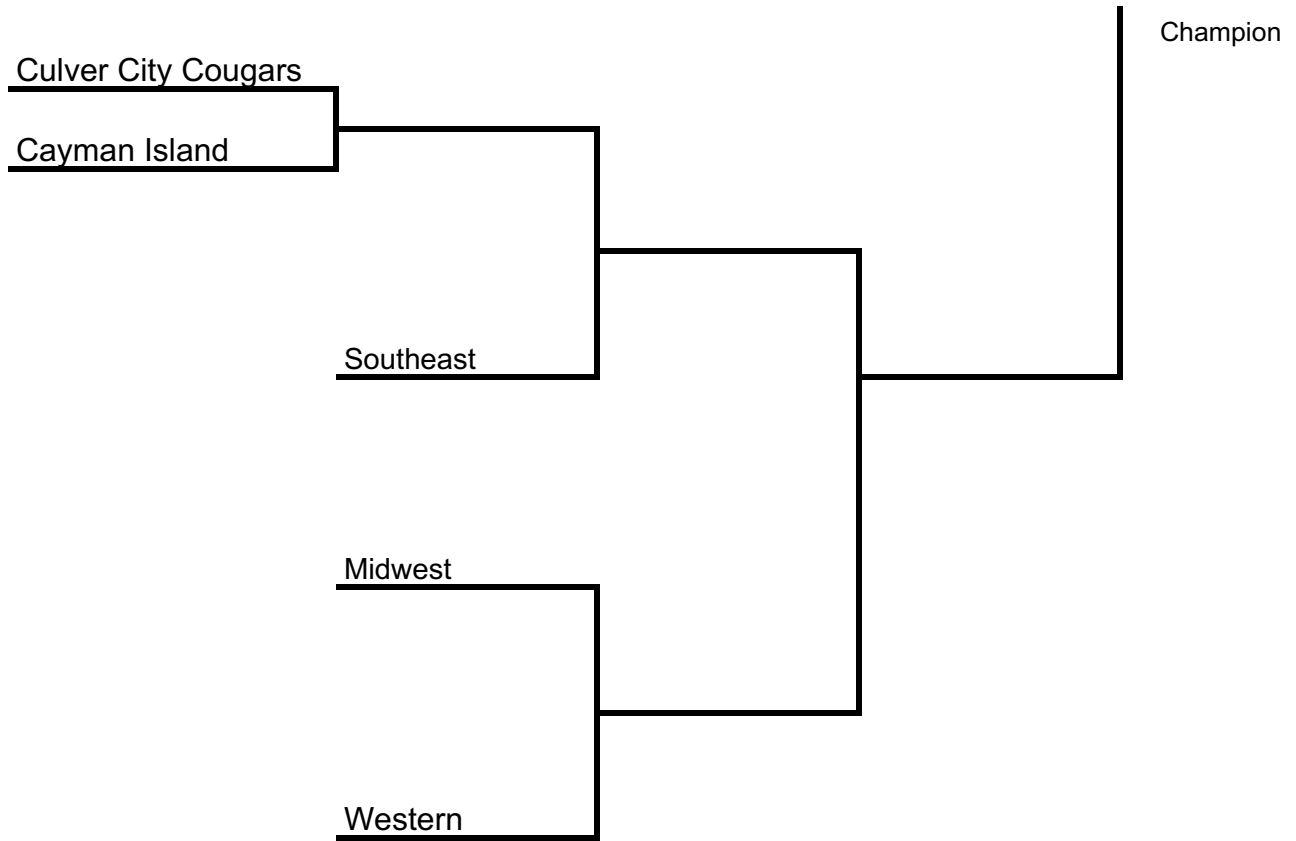 Champion
Culver City Cougars
Cayman Island
Southeast
Midwest
Western